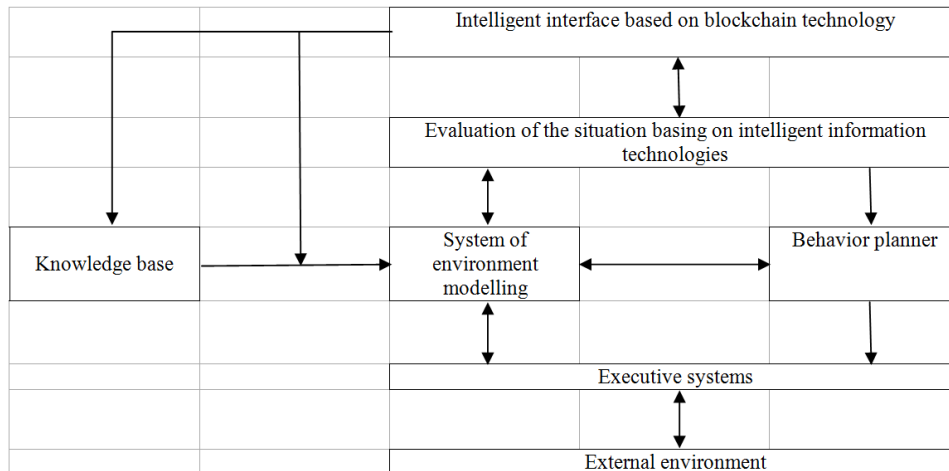 Intelligent interface based on blockchain technology
Evaluation of the situation basing on intelligent information
technologies
Knowledge base
System of
environment
modelling
Behavior planner
Executive systems
External environment